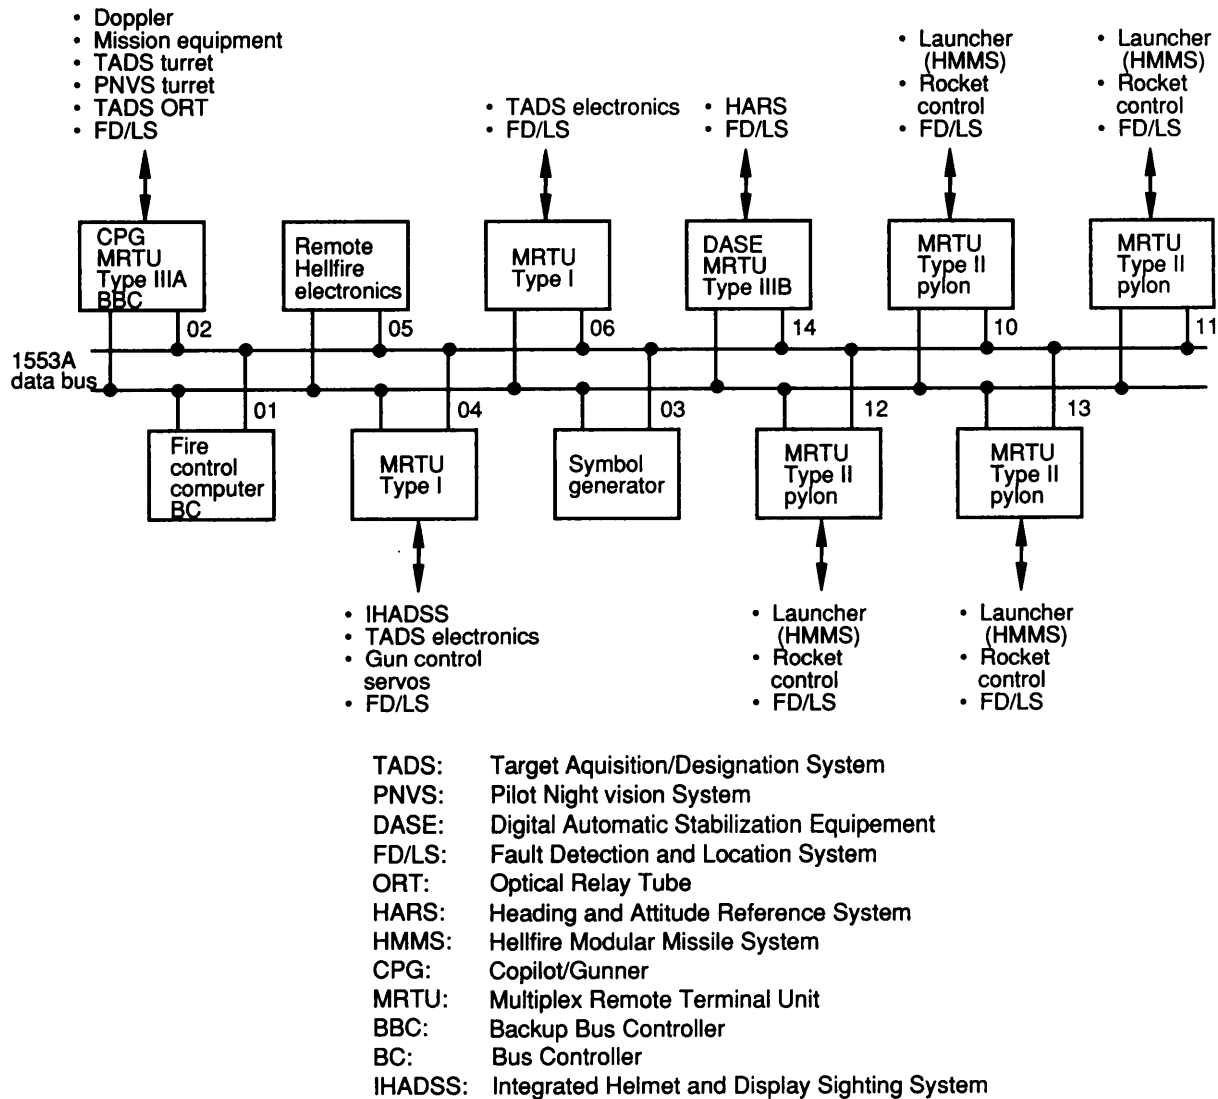 • Doppler
• Mission equipment
• TADS turret
• PNVS turret
• TADS ORT
• FD/LS
• TADS electronics
• FD/LS
• HARS
• FD/LS
• Launcher
(HMMS)
• Rocket
control
• FD/LS
• Launcher
(HMMS)
• Rocket
control
• FD/LS
CPG
MRTU
Type IIIA
BBC
Remote
Hellfire
electronics
MRTU
Type I
DASE
MRTU
Type IIIB
MRTU
Type II
pylon
MRTU
Type II
pylon
02
05
06
14
10
11
1553A
data bus
01
04
03
12
13
Fire
control
computer
BC
MRTU
Type I
Symbol
generator
MRTU
Type II
pylon
MRTU
Type II
pylon
• IHADSS
• TADS electronics
• Gun control
servos
• FD/LS
• Launcher
(HMMS)
• Rocket
control
• FD/LS
• Launcher
(HMMS)
• Rocket
control
• FD/LS
TADS: Target Aquisition/Designation System
PNVS: Pilot Night vision System
DASE: Digital Automatic Stabilization Equipement
FD/LS: Fault Detection and Location System
ORT: Optical Relay Tube
HARS: Heading and Attitude Reference System
HMMS: Hellfire Modular Missile System
CPG: Copilot/Gunner
MRTU: Multiplex Remote Terminal Unit
BBC: Backup Bus Controller
BC: Bus Controller
IHADSS: Integrated Helmet and Display Sighting System